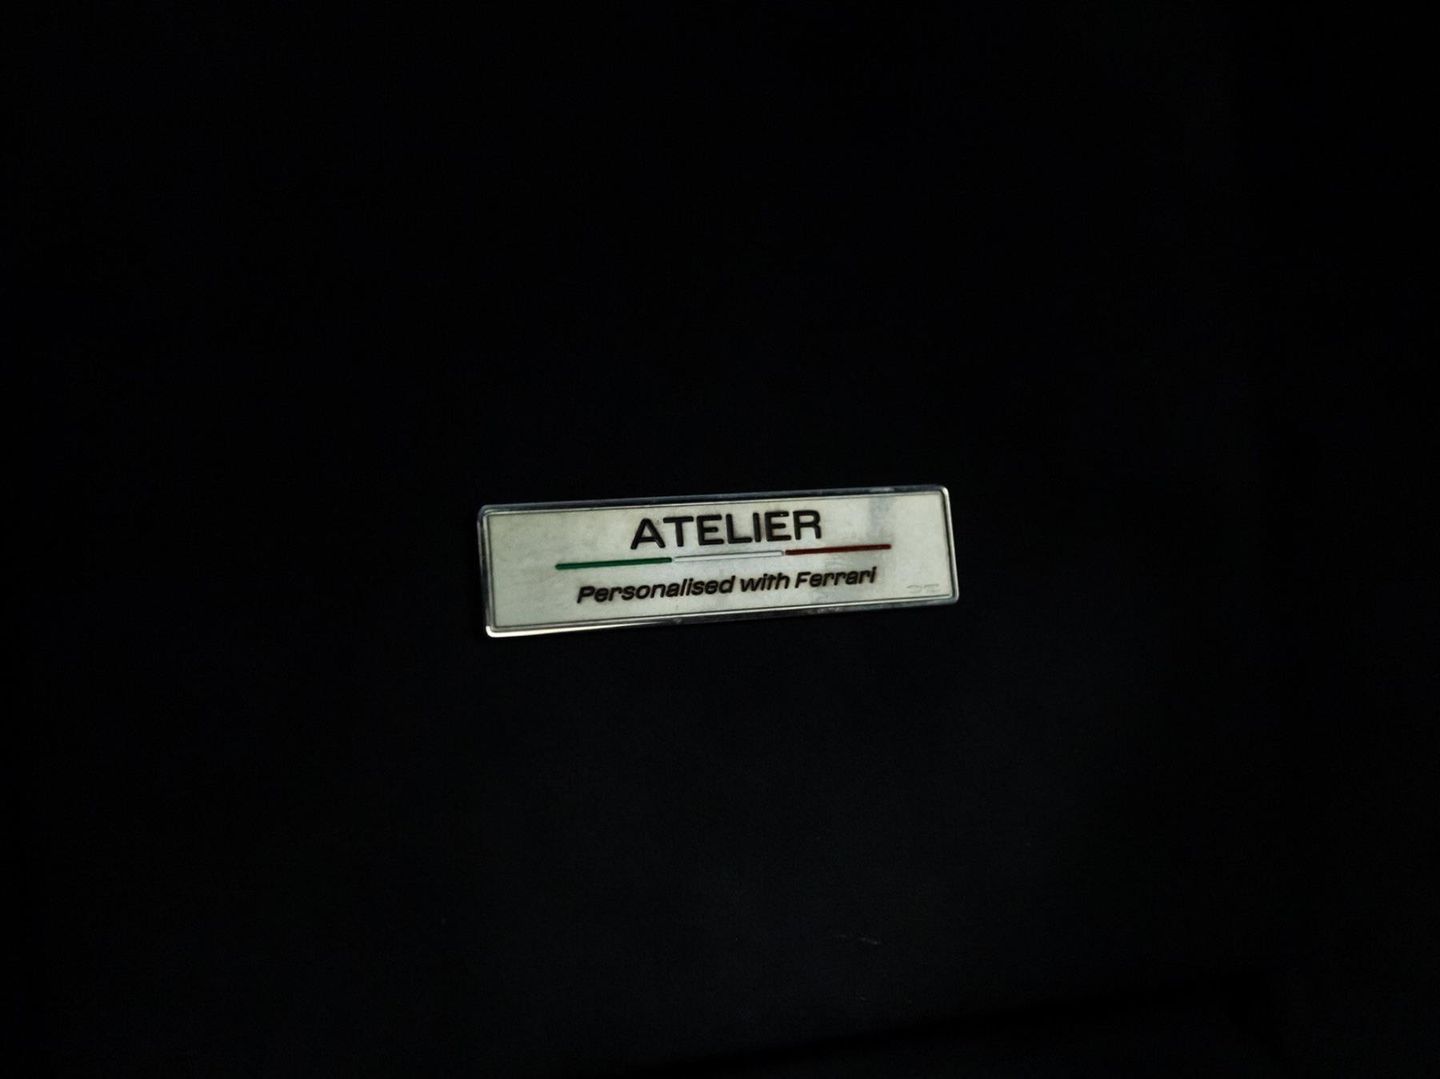 ATELIER
Personalised with Ferrari